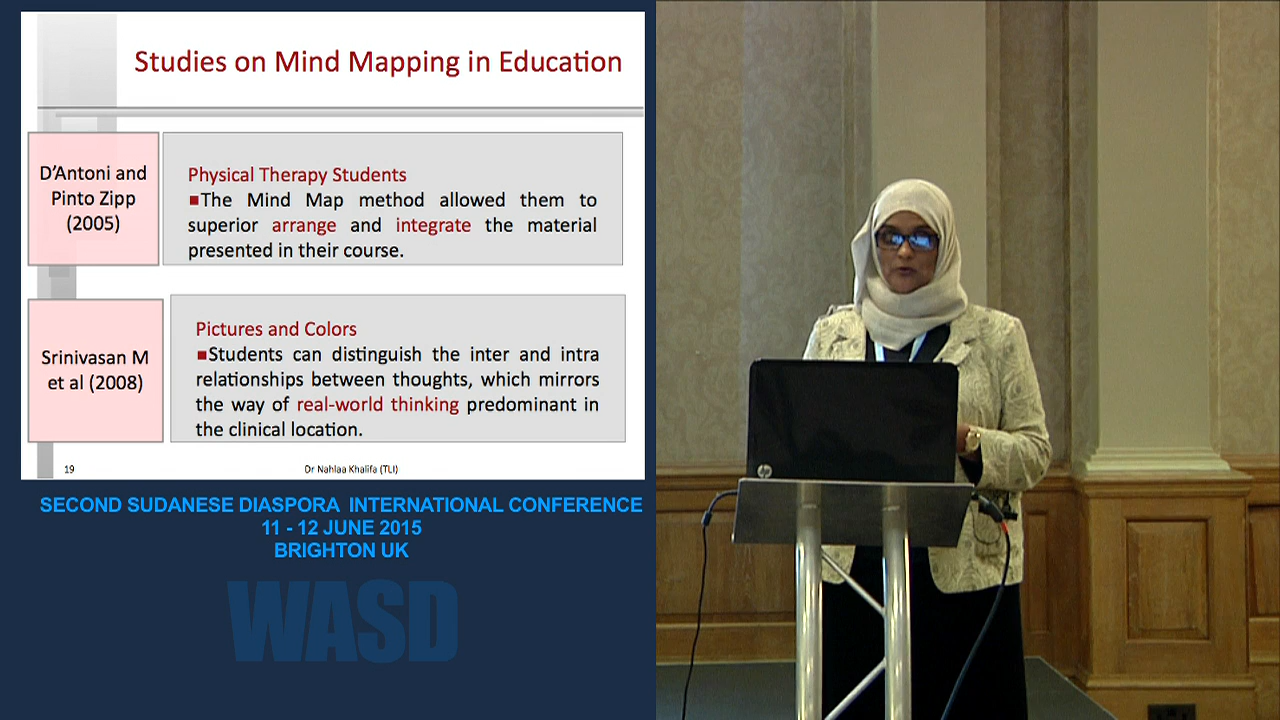 Studies on Mind Mapping in Education
D’Antoni and
Pinto Zipp
(2005)
Physical Therapy Students
▪The Mind Map method allowed them to
superior arrange and integrate the material
presented in their course.
Srinivasan M
et al (2008)
Pictures and Colors
▪Students can distinguish the inter and intra
relationships between thoughts, which mirrors
the way of real-world thinking predominant in
the clinical location.
19
Dr Nahlaa Khalifa (TLI)
SECOND SUDANESE DIASPORA INTERNATIONAL CONFERENCE
11 - 12 JUNE 2015
BRIGHTON UK
WASD
hp